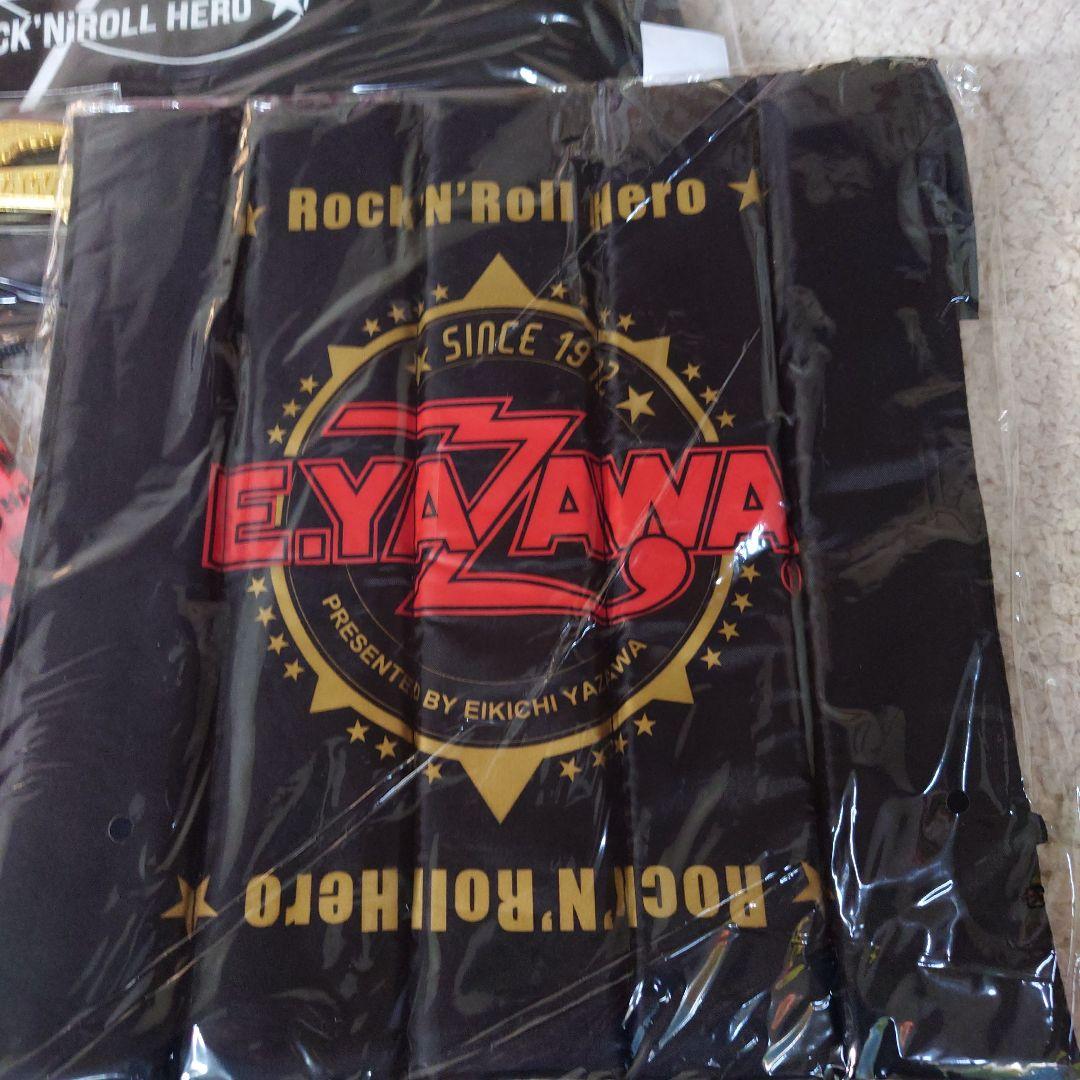 CK'N'ROLL HERO
Rock'N'Roll Hero
SINCE 1972
E.YAZAWA
PRESENTED BY EIKICHI YAZAWA
Rock'N'Roll Hero